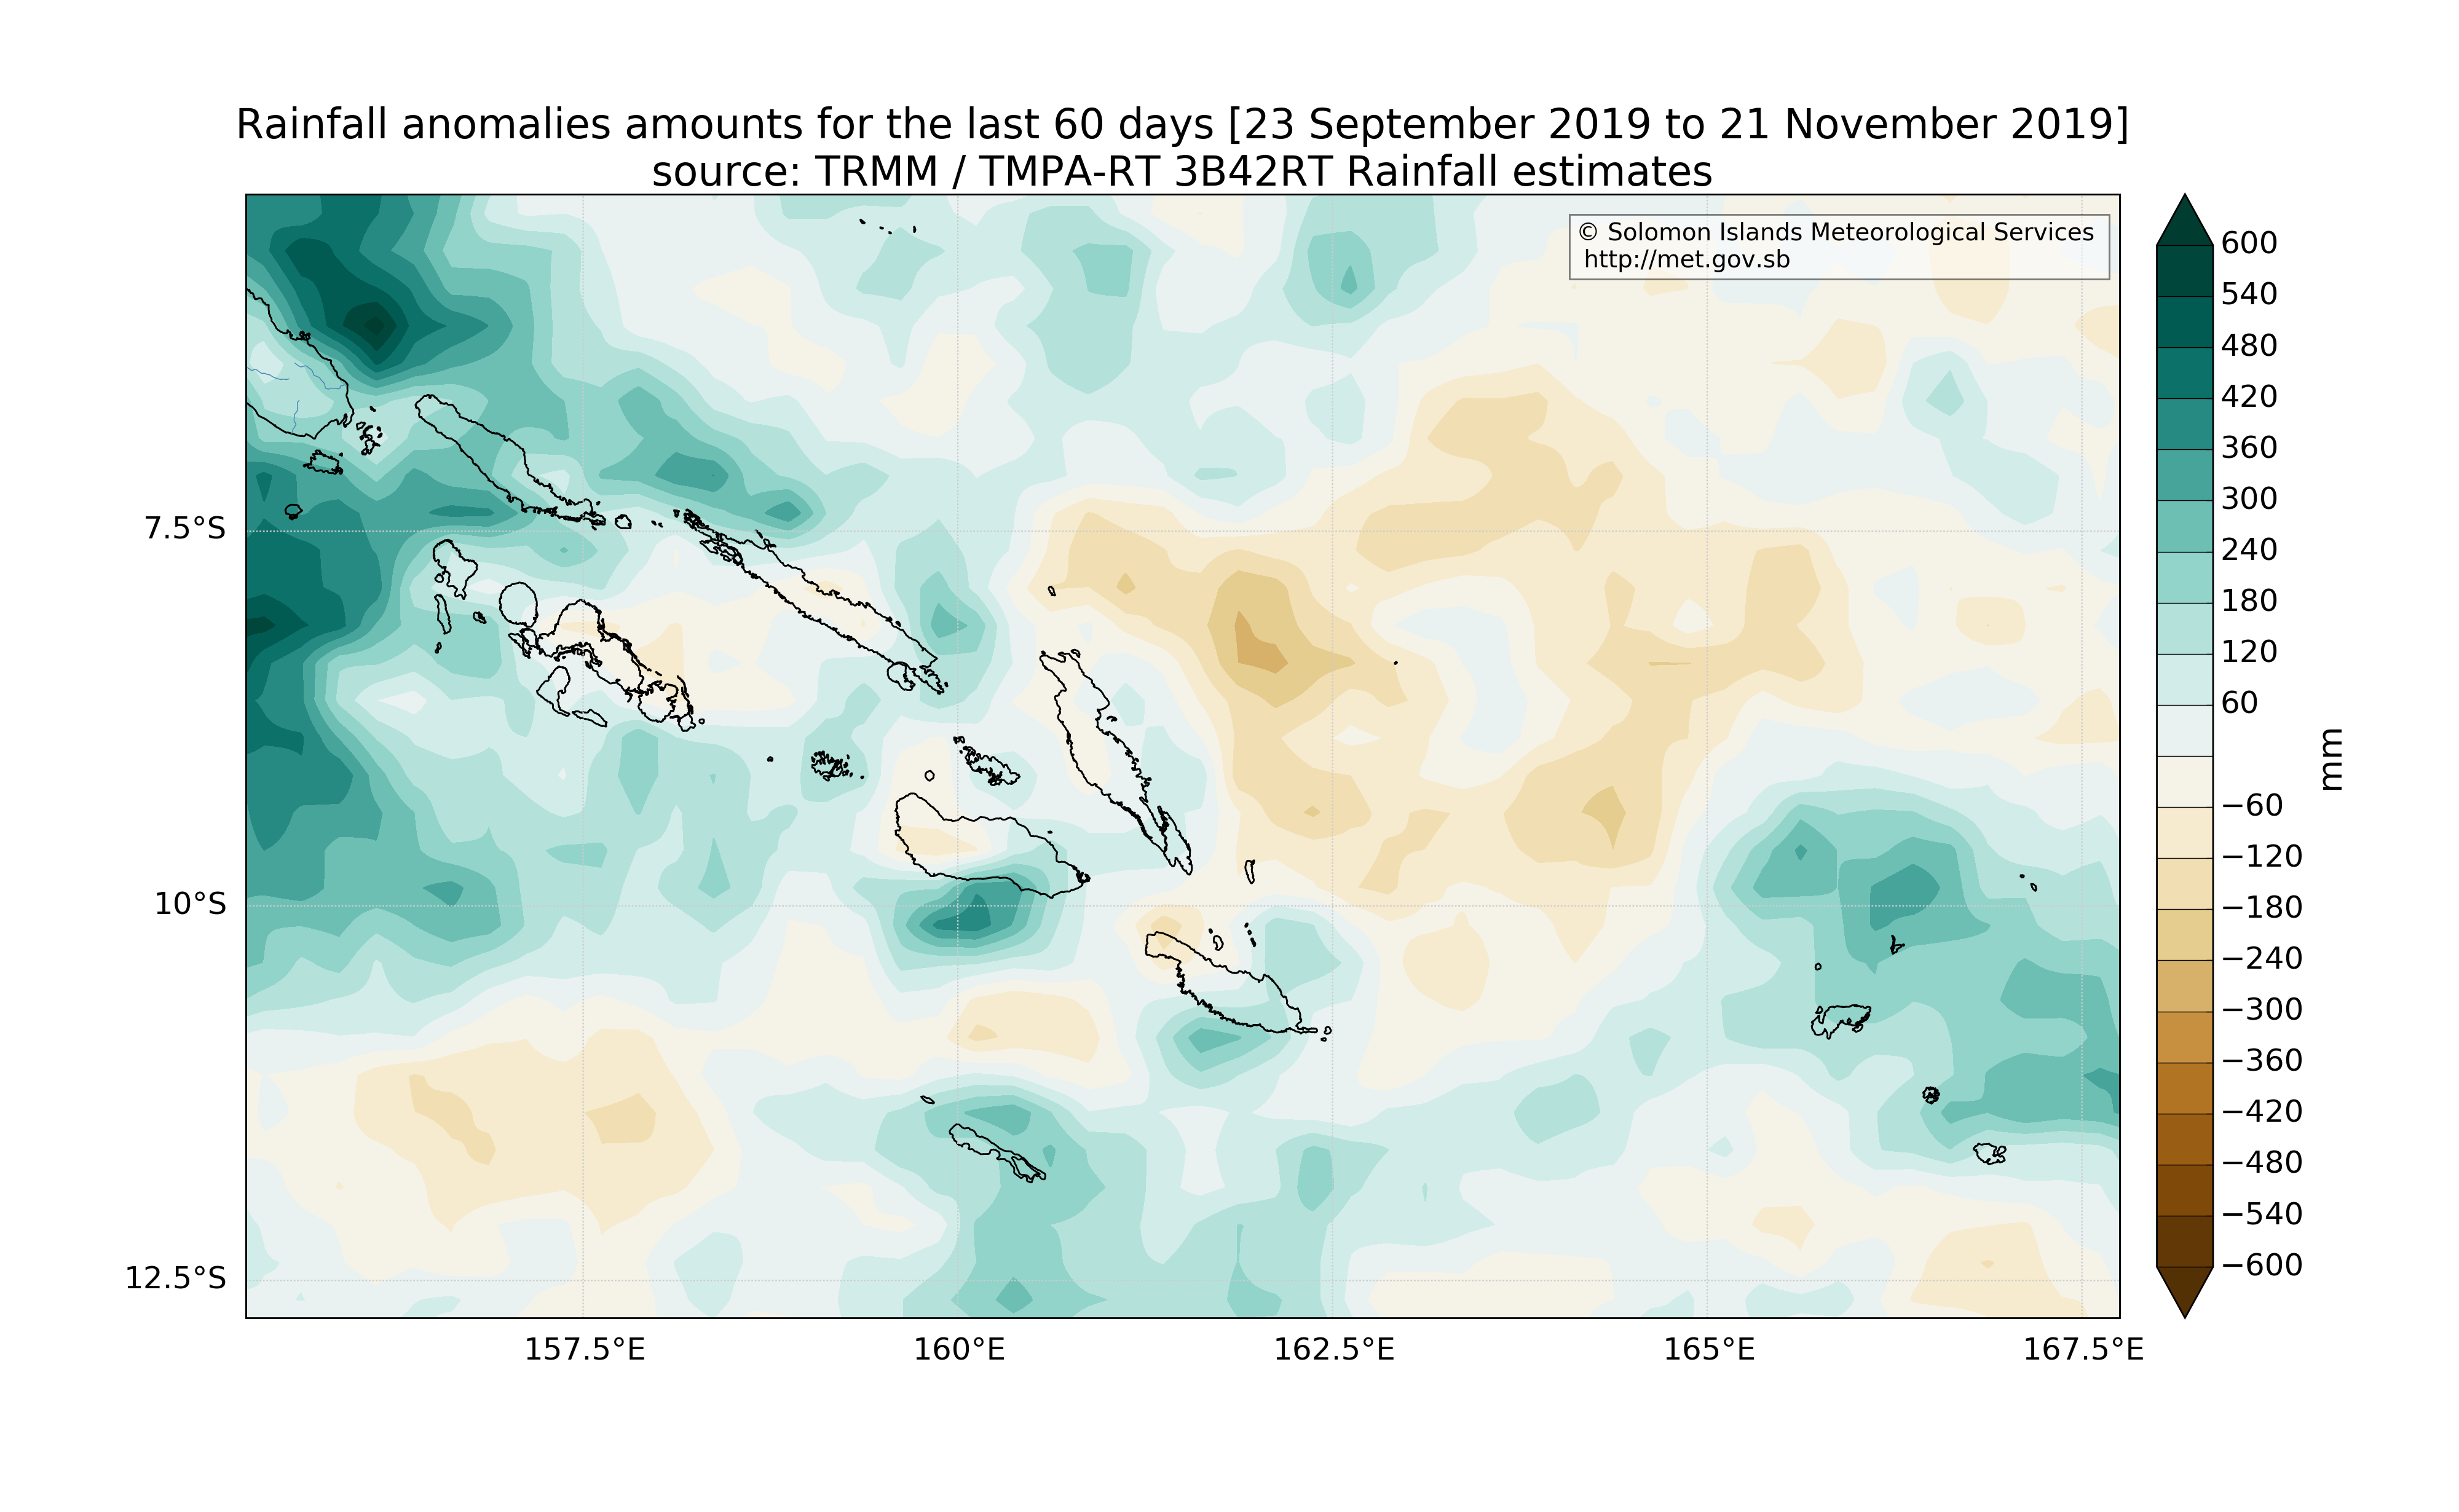 Rainfall anomalies amounts for the last 60 days [23 September 2019 to 21 November 2019]
source: TRMM / TMPA-RT 3B42RT Rainfall estimates
© Solomon Islands Meteorological Services
http://met.gov.sb
7.5°S
10°S
12.5°S
157.5°E
160°E
162.5°E
165°E
167.5°E
600
540
480
420
360
300
240
180
120
60
−60
−120
−180
−240
−300
−360
−420
−480
−540
−600
mm